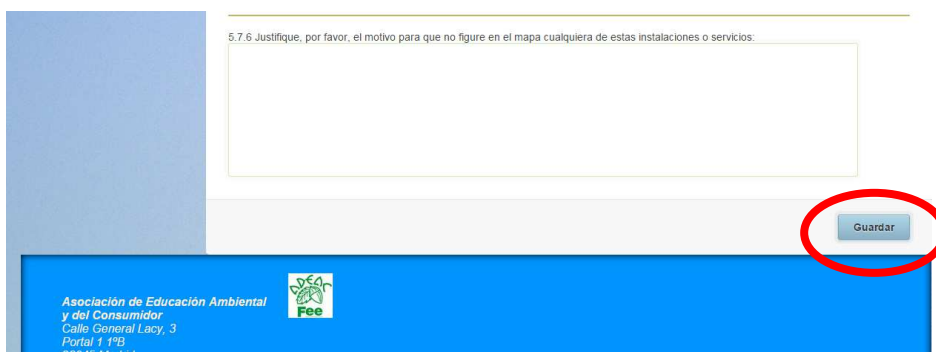 5.7.6 Justifique, por favor, el motivo para que no figure en el mapa cualquiera de estas instalaciones o servicios:
Guardar
ADEAC
Fee
Asociación de Educación Ambiental
y del Consumidor
Calle General Lacy, 3
Portal 1 1ºB